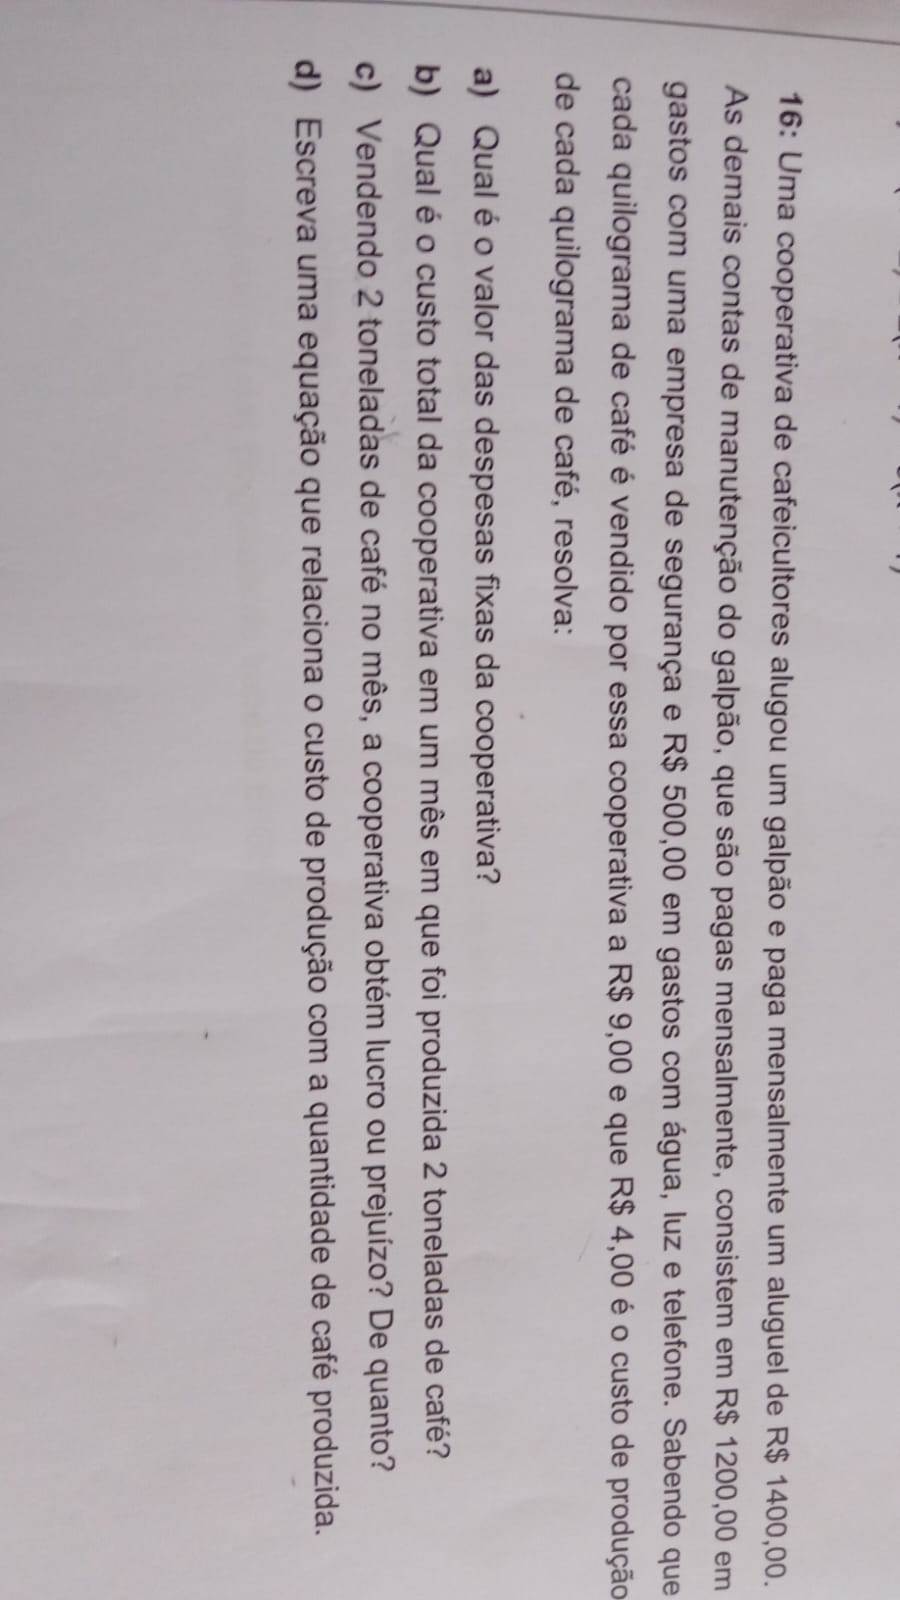 16: Uma cooperativa de cafeicultores alugou um galpão e paga mensalmente um aluguel de R$ 1400,00.
As demais contas de manutenção do galpão, que são pagas mensalmente, consistem em R$ 1200,00 em
gastos com uma empresa de segurança e R$ 500,00 em gastos com água, luz e telefone. Sabendo que
cada quilograma de café é vendido por essa cooperativa a R$ 9,00 e que R$ 4,00 é o custo de produção
de cada quilograma de café, resolva:
a) Qual é o valor das despesas fixas da cooperativa?
b) Qual é o custo total da cooperativa em um mês em que foi produzida 2 toneladas de café?
c) Vendendo 2 toneladas de café no mês, a cooperativa obtém lucro ou prejuízo? De quanto?
d) Escreva uma equação que relaciona o custo de produção com a quantidade de café produzida.